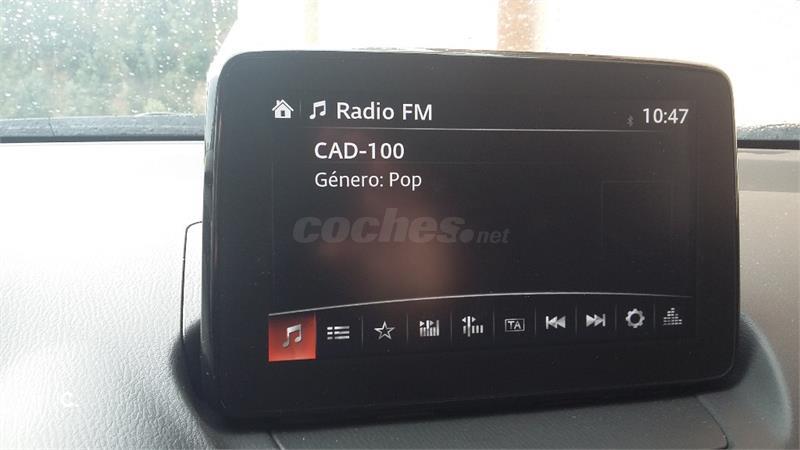 Radio FM 10:47
CAD-100
Género: Pop
coches.net
TA